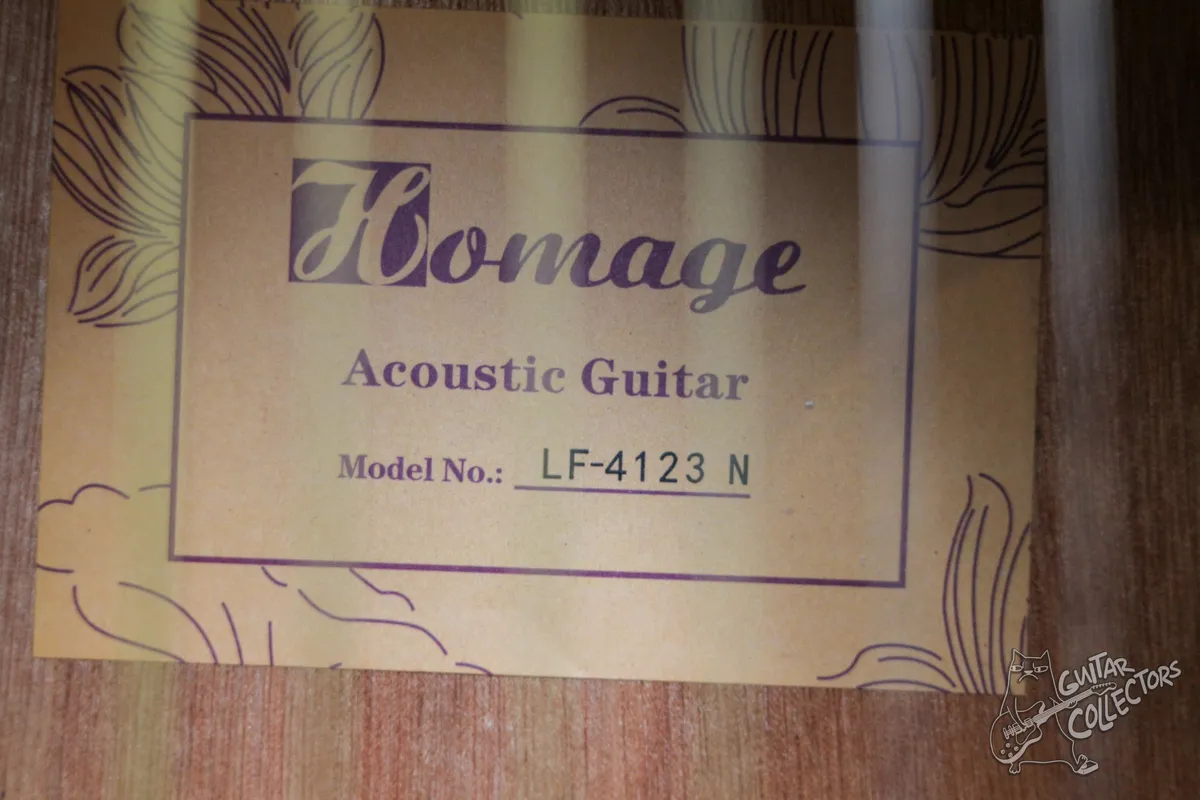 Homage
Acoustic Guitar
Model No.: LF-4123 N
GUITAR
COLLECTORS